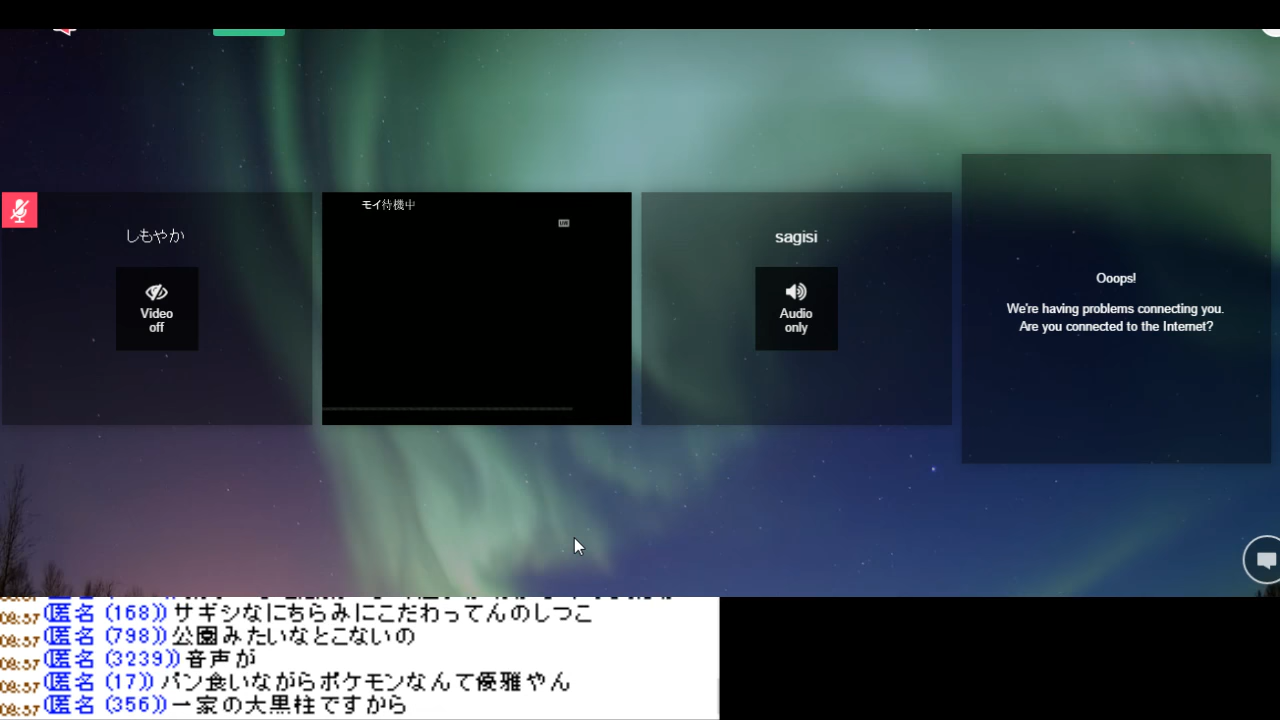 モイ待機中
LIVE
しもやか
Video
off
sagisi
Audio
only
Ooops!
We're having problems connecting you.
Are you connected to the Internet?
08:57 (匿名 (168)) サギシなにちらみにこだわってんのしつこ
08:57 (匿名 (798)) 公園みたいなとこないの
08:57 (匿名 (3239)) 音声が
08:57 (匿名 (17)) パン食いながらポケモンなんて優雅やん
08:57 (匿名 (356)) 一家の大黒柱ですから